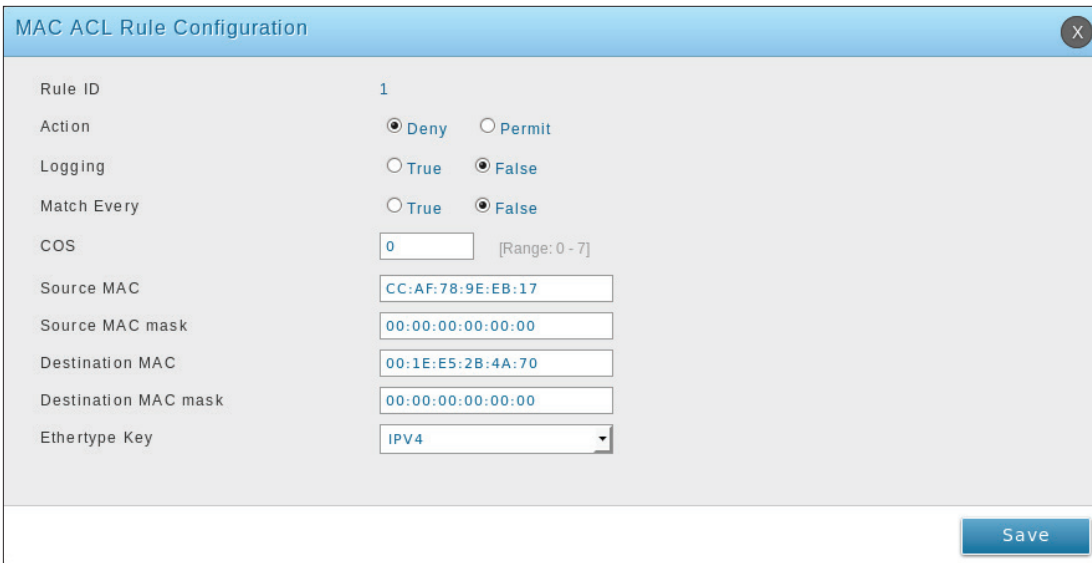 MAC ACL Rule Configuration
X
Rule ID 1
Action Deny Permit
Logging True False
Match Every True False
COS 0 [Range: 0 - 7]
Source MAC CC:AF:78:9E:EB:17
Source MAC mask 00:00:00:00:00:00
Destination MAC 00:1E:E5:2B:4A:70
Destination MAC mask 00:00:00:00:00:00
Ethertype Key IPV4
Save